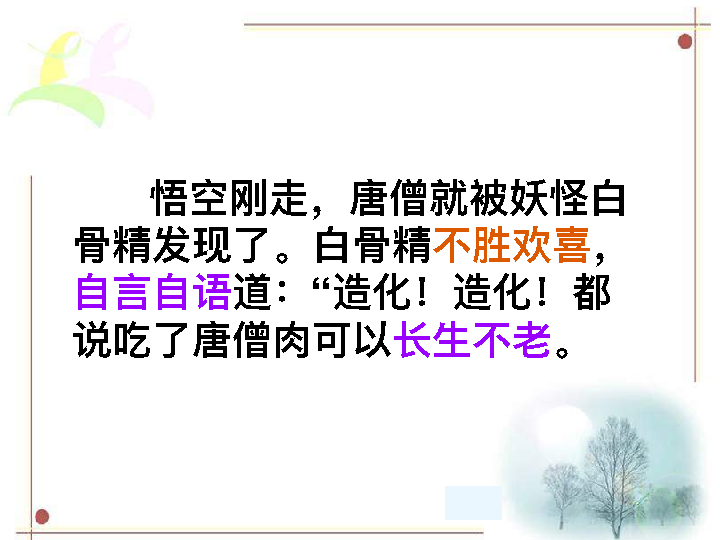 悟空刚走，唐僧就被妖怪白
骨精发现了。白骨精不胜欢喜，
自言自语道：“造化！造化！都
说吃了唐僧肉可以长生不老。